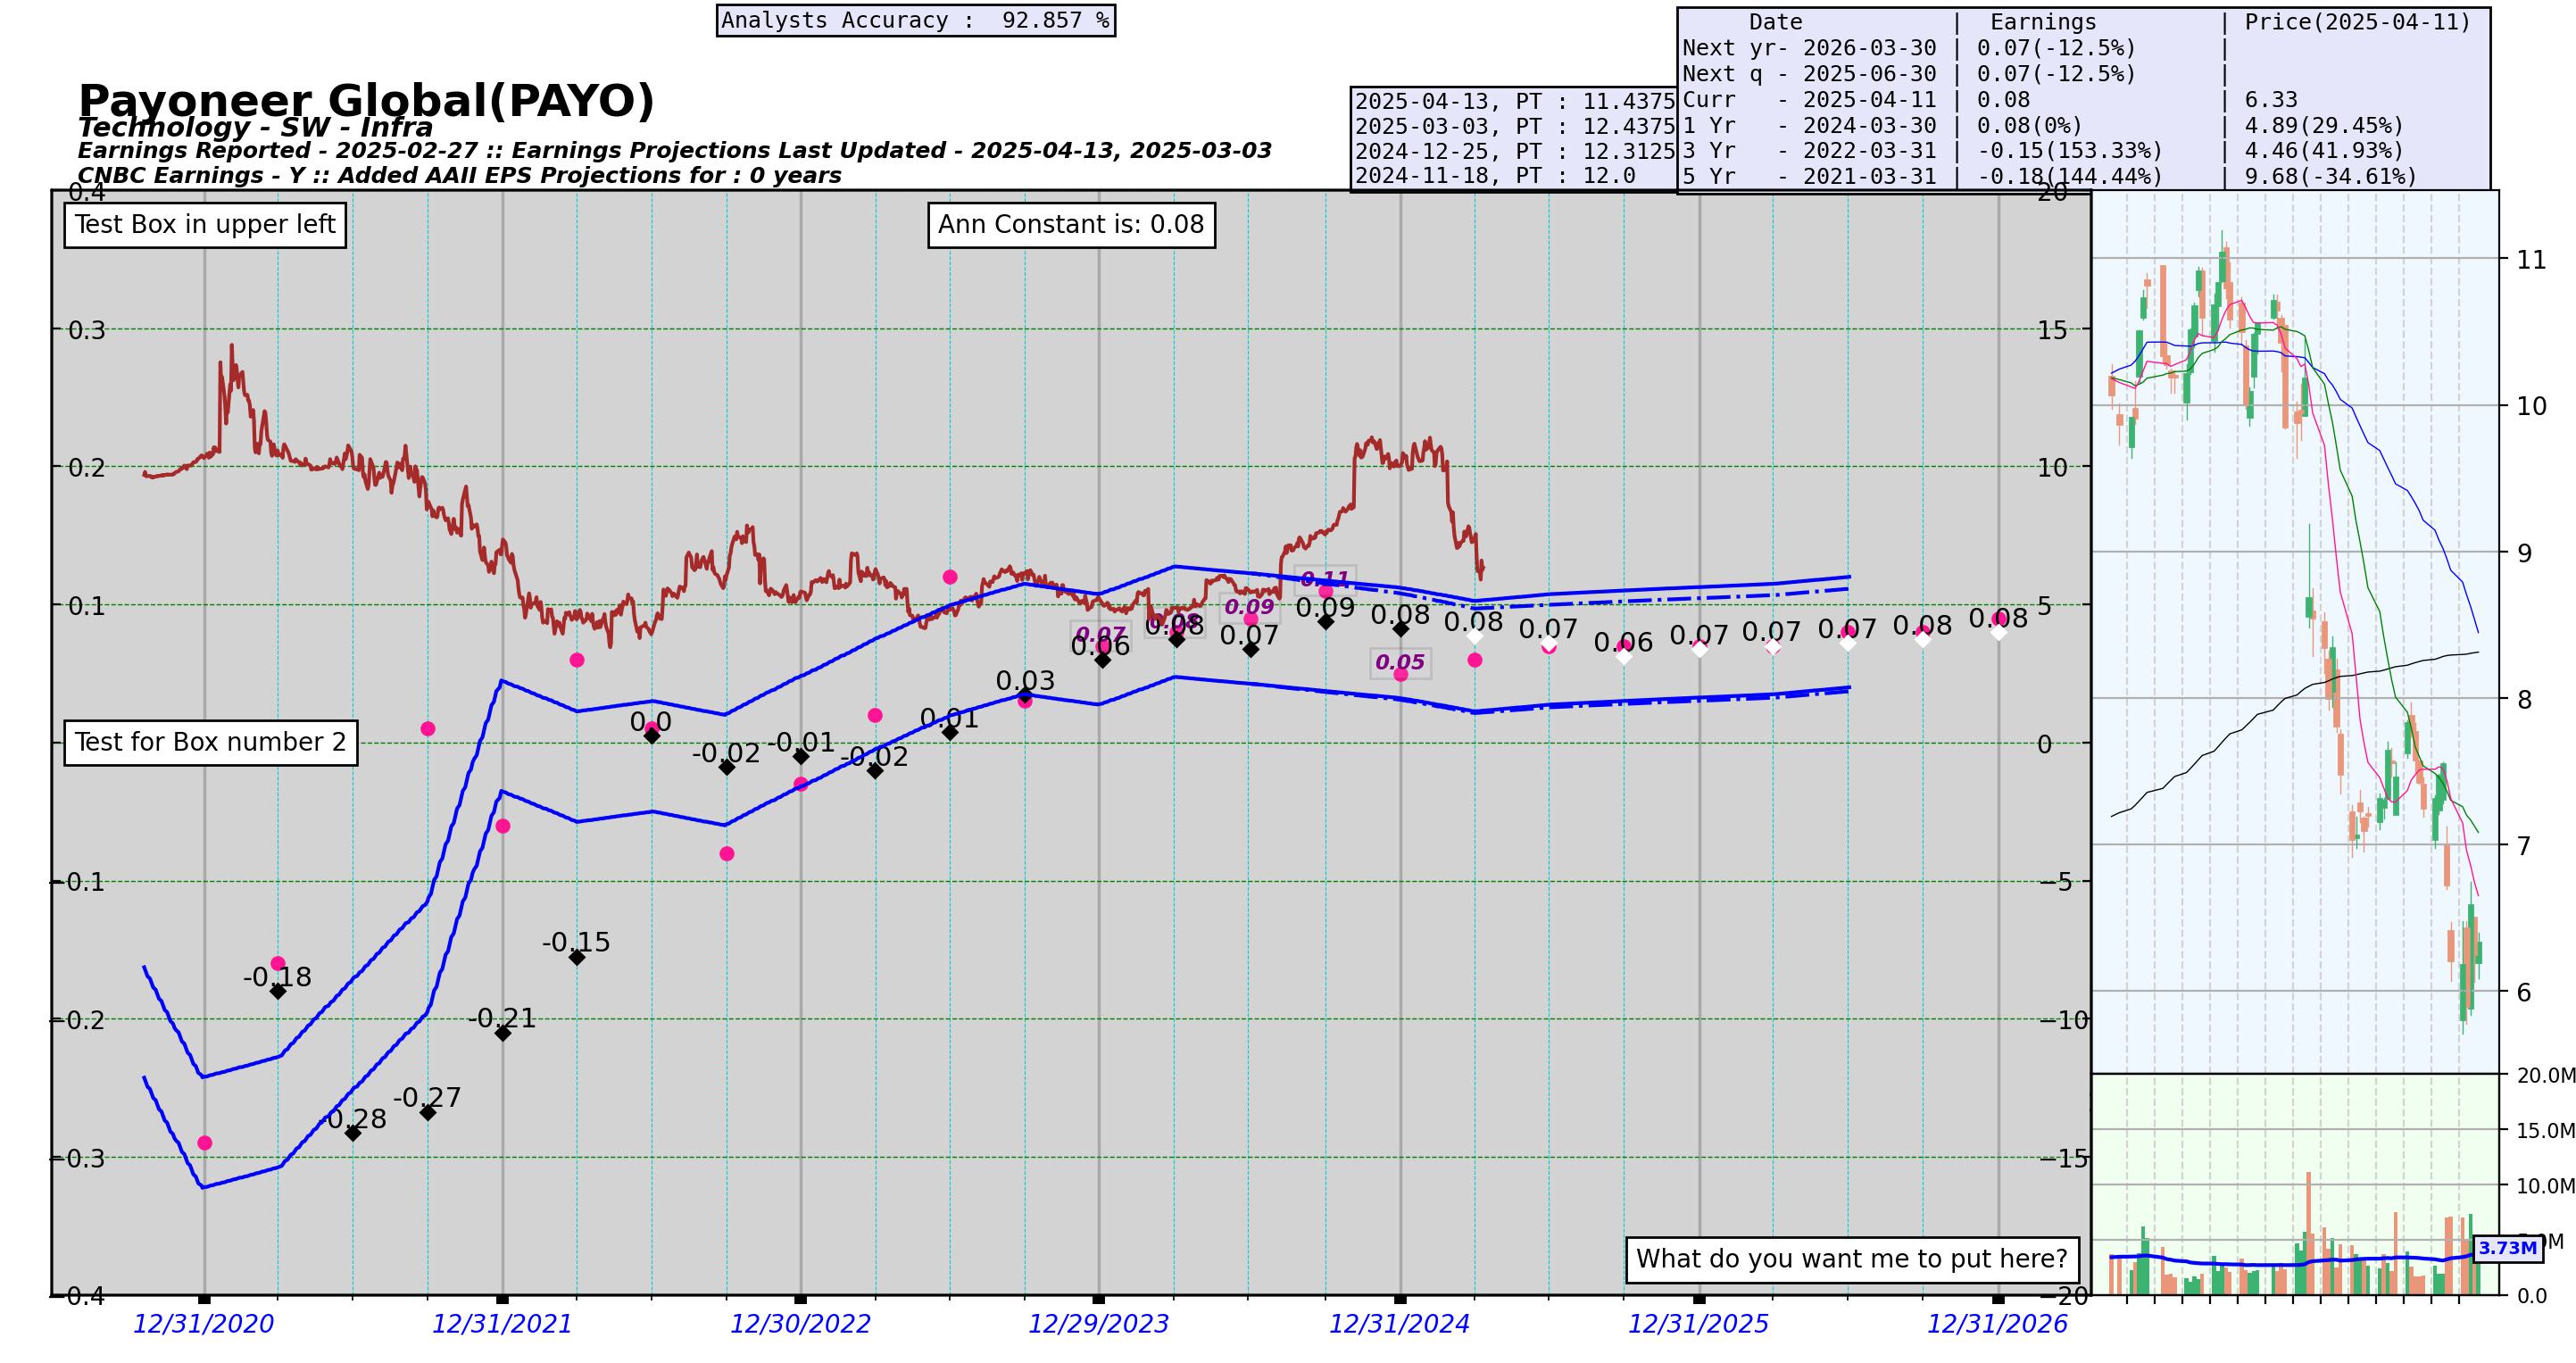 Analysts Accuracy :  92.857 %
Date | Earnings | Price(2025-04-11)
Next yr- 2026-03-30 | 0.07(-12.5%) |
Next q - 2025-06-30 | 0.07(-12.5%) |
Curr - 2025-04-11 | 0.08 | 6.33
1 Yr - 2024-03-30 | 0.08(0%) | 4.89(29.45%)
3 Yr - 2022-03-31 | -0.15(153.33%) | 4.46(41.93%)
5 Yr - 2021-03-31 | -0.18(144.44%) | 9.68(-34.61%)
2025-04-13, PT : 11.4375
2025-03-03, PT : 12.4375
2024-12-25, PT : 12.3125
2024-11-18, PT : 12.0
Payoneer Global(PAYO)
Technology - SW - Infra
Earnings Reported - 2025-02-27 :: Earnings Projections Last Updated - 2025-04-13, 2025-03-03
CNBC Earnings - Y :: Added AAII EPS Projections for : 0 years
Test Box in upper left
Ann Constant is: 0.08
Test for Box number 2
What do you want me to put here?
0.4
0.3
0.2
0.1
−0.1
−0.2
−0.3
−0.4
-0.18
-0.28
-0.27
-0.21
-0.15
0.0
-0.02
-0.01
-0.02
0.01
0.03
0.07
0.06
0.08
0.09
0.07
0.11
0.09
0.08
0.05
0.08
0.07
0.06
0.07
0.07
0.07
0.08
0.08
20
15
10
5
0
−5
−10
−15
−20
11
10
9
8
7
6
20.0M
15.0M
10.0M
3.73M
0.0
12/31/2020
12/31/2021
12/30/2022
12/29/2023
12/31/2024
12/31/2025
12/31/2026